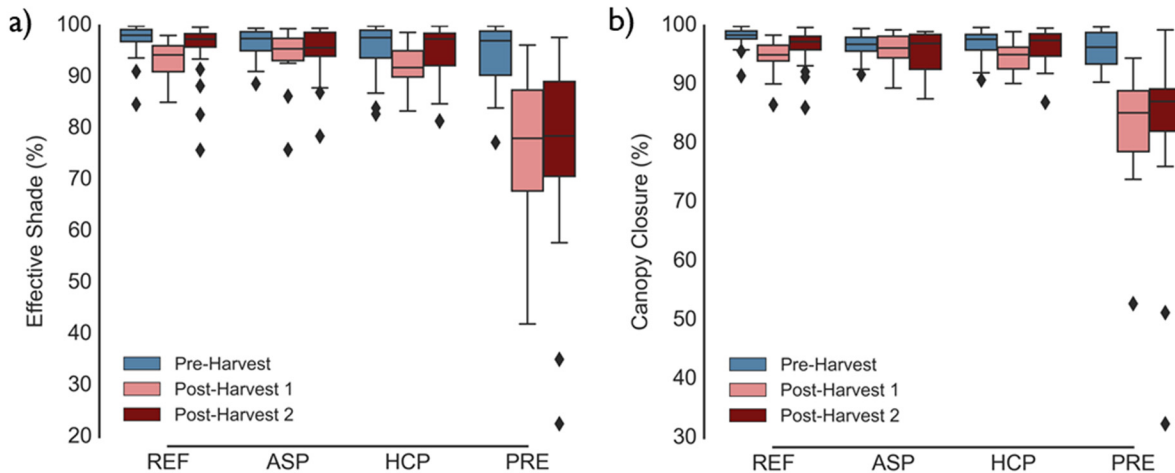 a)
Effective Shade (%)
100
90
80
70
60
50
40
30
20
Pre-Harvest
Post-Harvest 1
Post-Harvest 2
REF ASP HCP PRE
b)
Canopy Closure (%)
100
90
80
70
60
50
40
30
Pre-Harvest
Post-Harvest 1
Post-Harvest 2
REF ASP HCP PRE